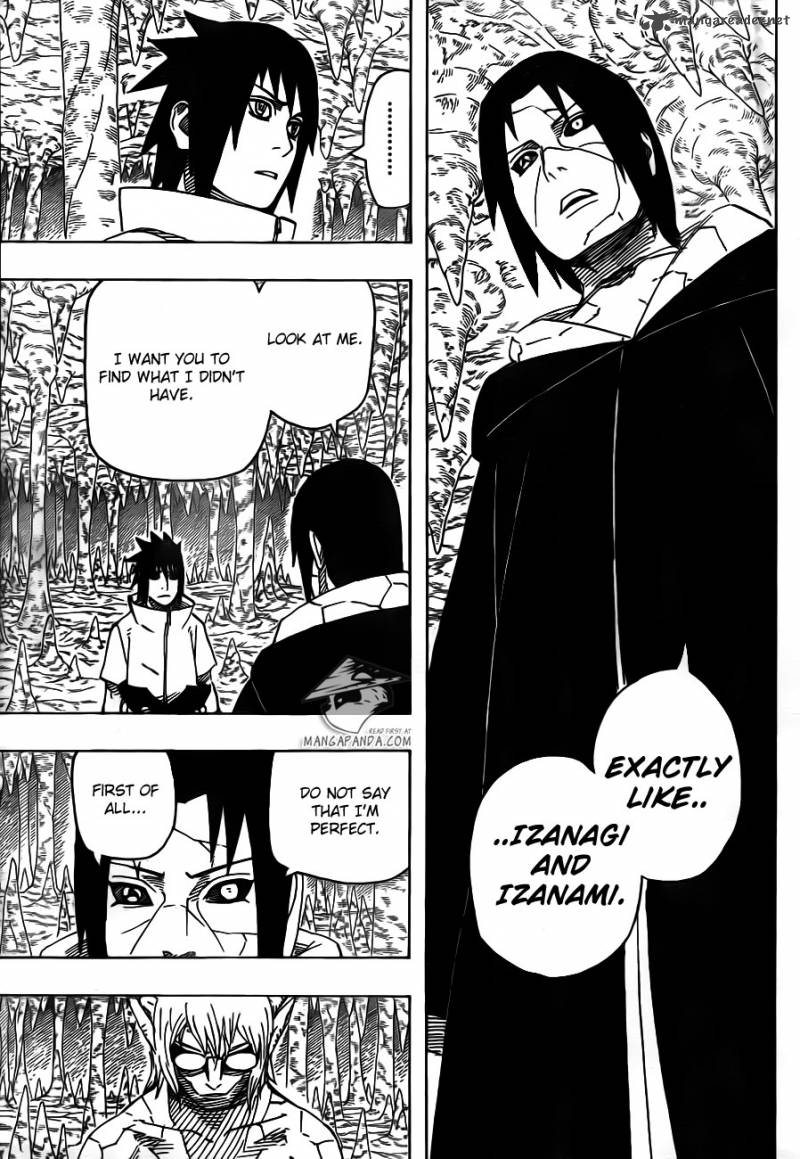 mangareader.net
EXACTLY
LIKE..
..IZANAGI
AND
IZANAMI.
..........
LOOK AT ME.
I WANT YOU TO
FIND WHAT I DIDN'T
HAVE.
- READ FIRST AT
MANGAPANDA.COM
DO NOT SAY
THAT I'M
PERFECT.
FIRST OF
ALL...